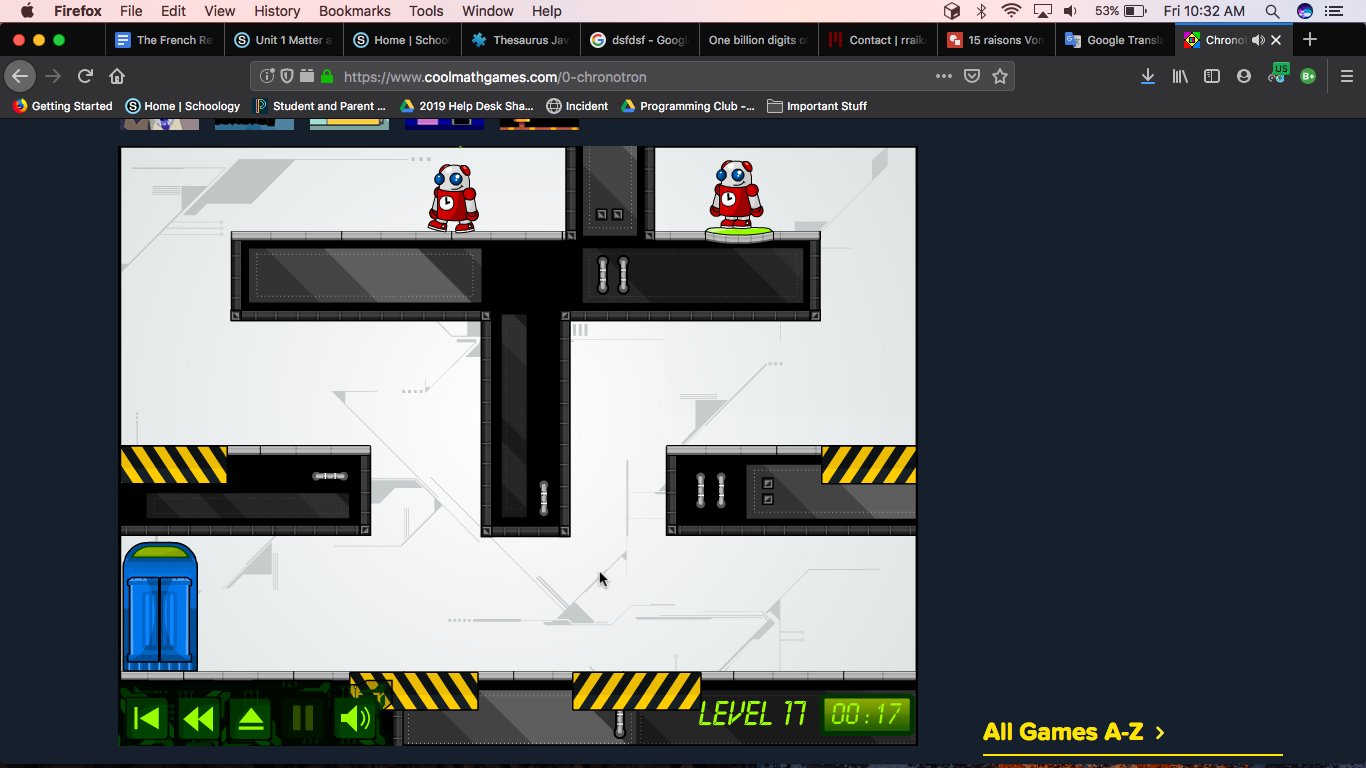 Firefox File Edit View History Bookmarks Tools Window Help 53% Fri 10:32 AM
The French Re Unit 1 Matter a Home | School Thesaurus Jav dsfdsf - Googl One billion digits o Contact | rraik 15 raisons Vor Google Transla Chronot
https://www.coolmathgames.com/0-chronotron US B+
Getting Started Home | Schoology Student and Parent ... 2019 Help Desk Sha... Incident Programming Club -... Important Stuff
LEVEL 17 00:17
All Games A-Z >